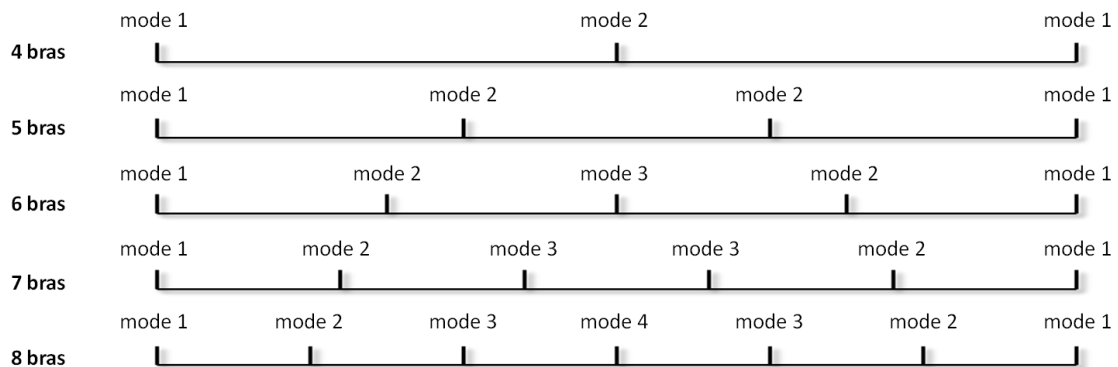 mode 1 mode 2 mode 1
4 bras
mode 1 mode 2 mode 2 mode 1
5 bras
mode 1 mode 2 mode 3 mode 2 mode 1
6 bras
mode 1 mode 2 mode 3 mode 3 mode 2 mode 1
7 bras
mode 1 mode 2 mode 3 mode 4 mode 3 mode 2 mode 1
8 bras